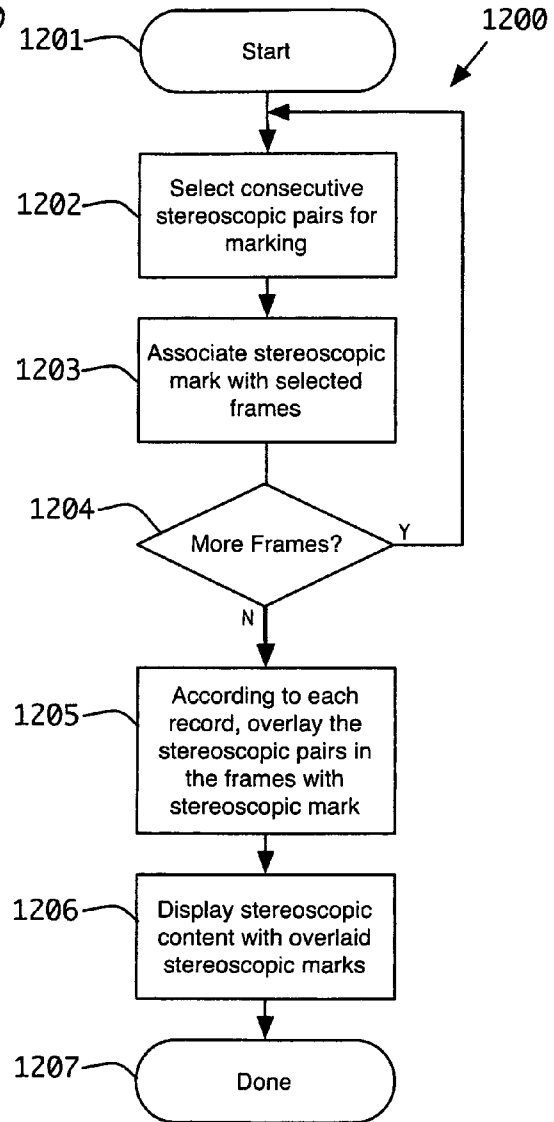 1201
Start
1200
1202
Select consecutive
stereoscopic pairs for
marking
1203
Associate stereoscopic
mark with selected
frames
1204
More Frames?
Y
N
1205
According to each
record, overlay the
stereoscopic pairs in
the frames with
stereoscopic mark
1206
Display stereoscopic
content with overlaid
stereoscopic marks
1207
Done